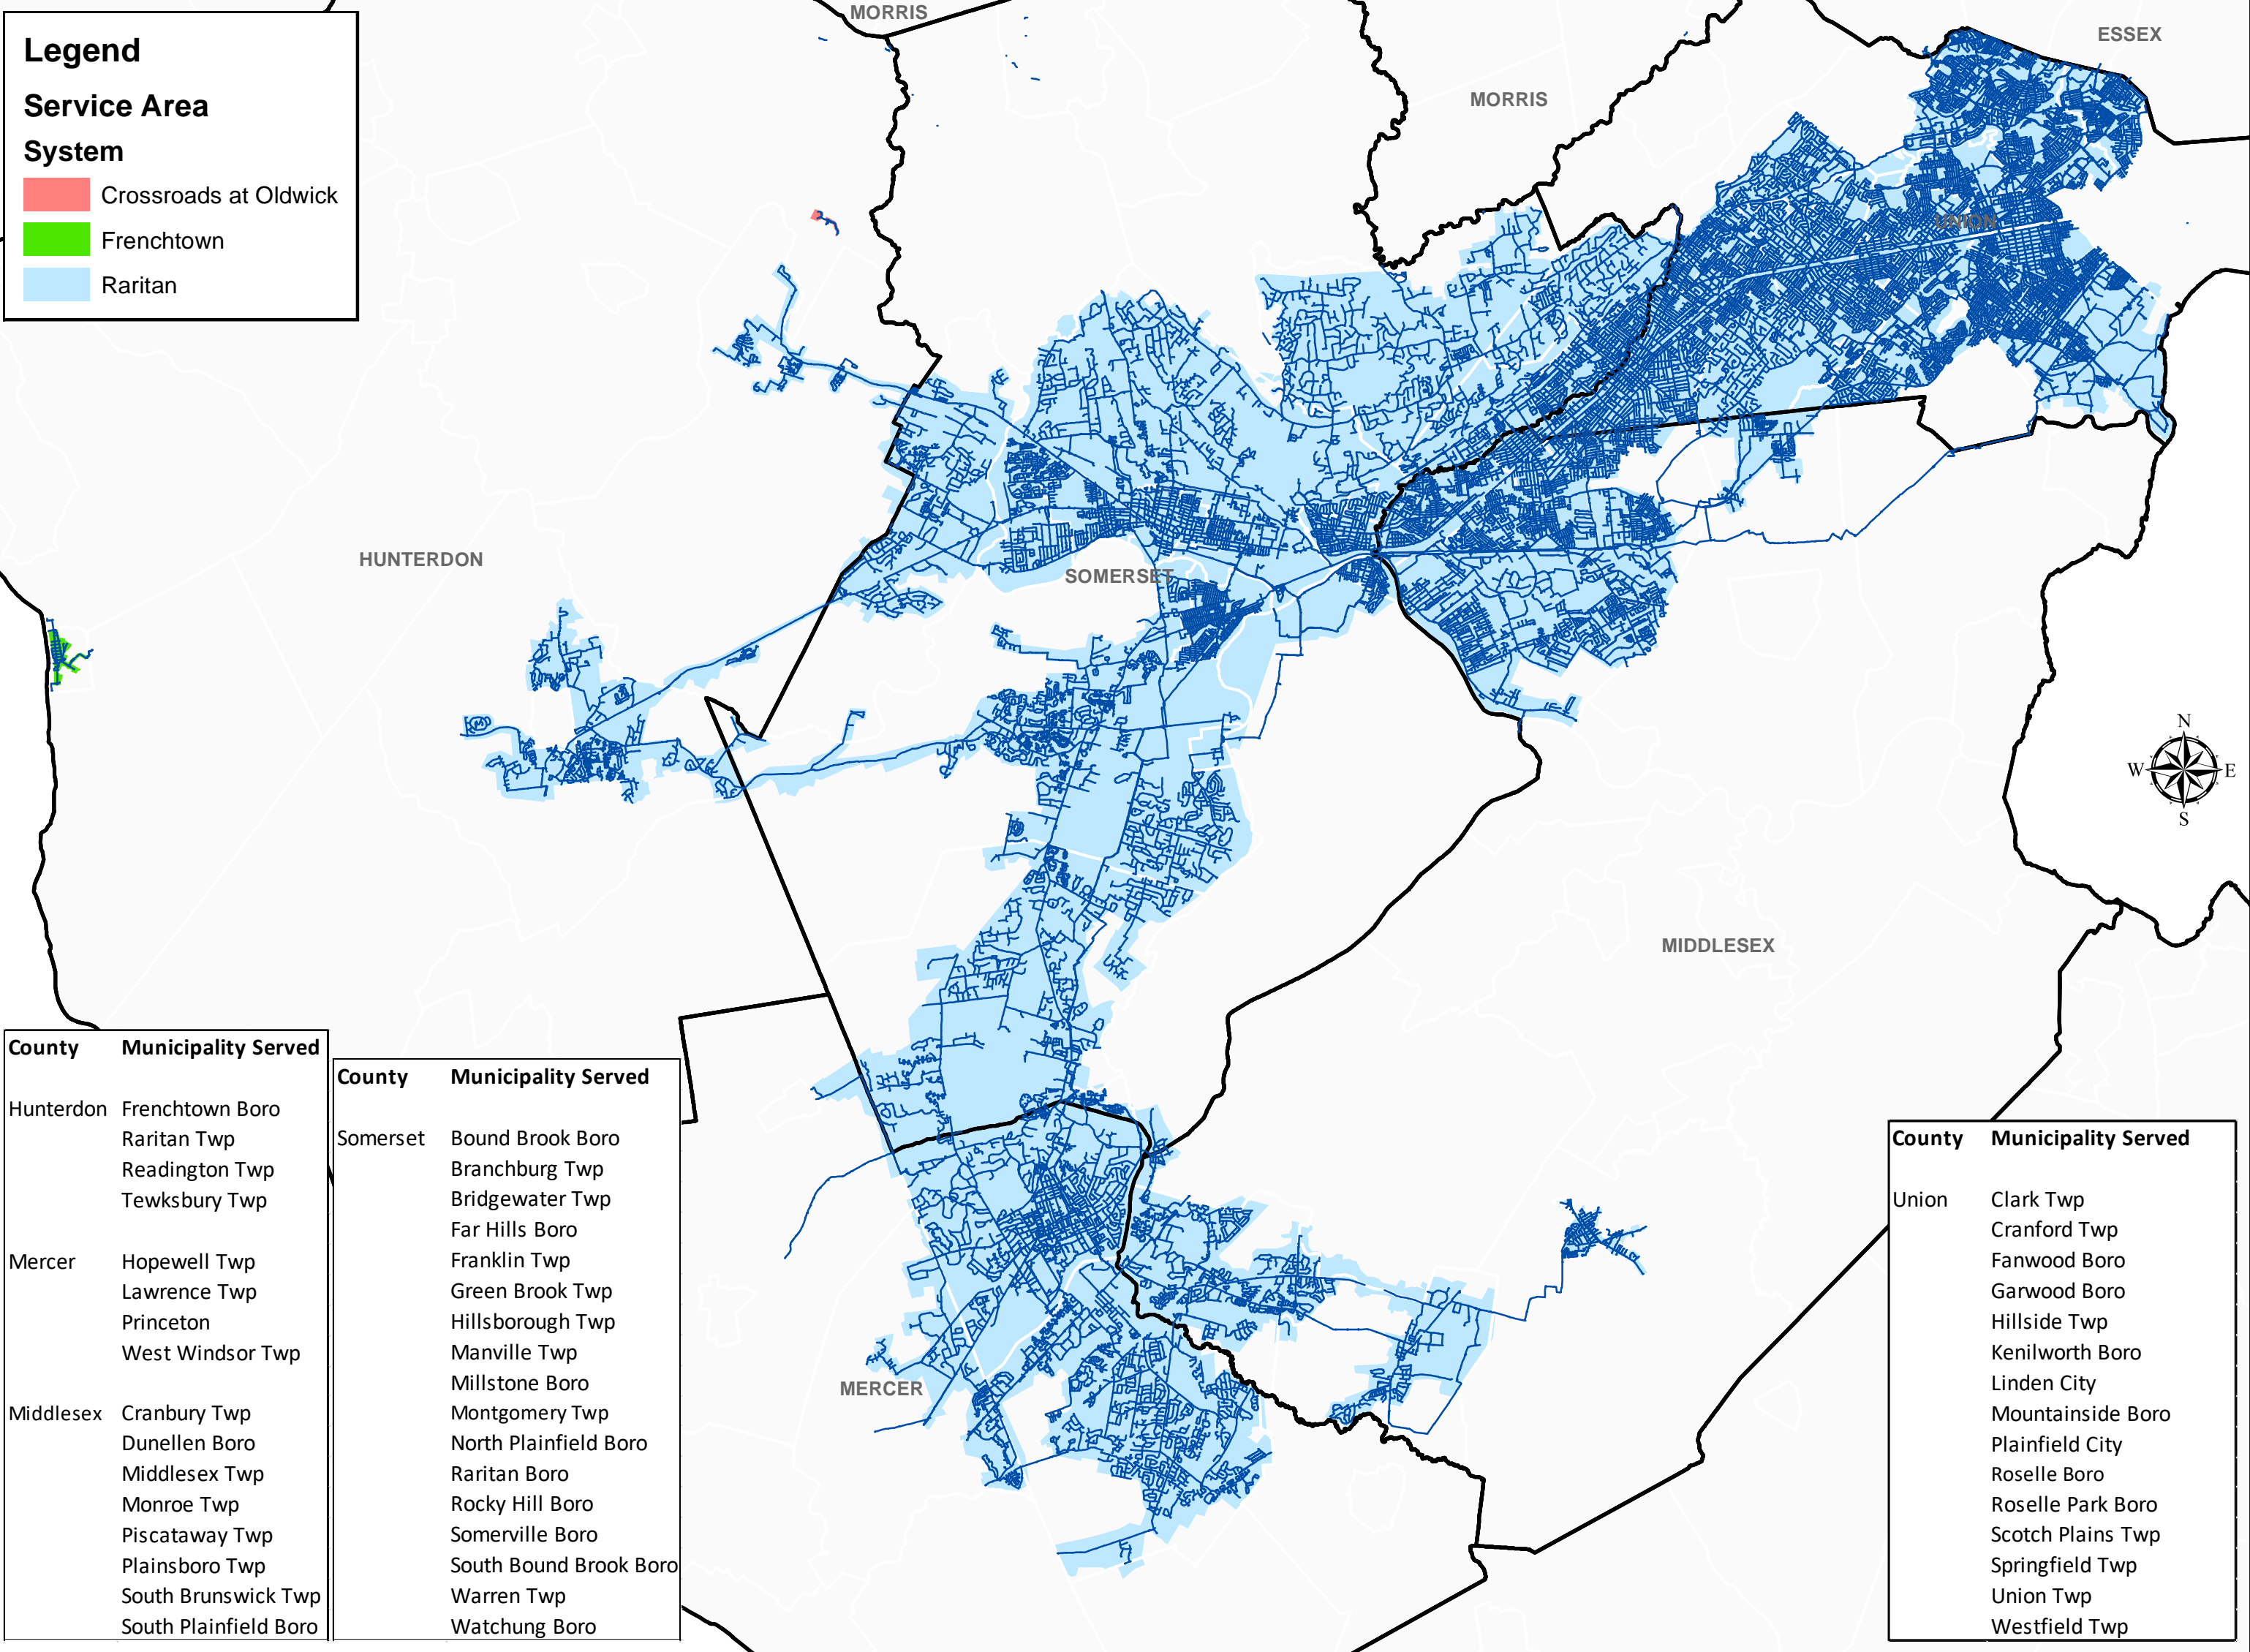 Legend
Service Area
System
Crossroads at Oldwick
Frenchtown
Raritan
MORRIS
MORRIS
ESSEX
UNION
HUNTERDON
SOMERSET
MIDDLESEX
MERCER
N
W E
S
County Municipality Served
Hunterdon Frenchtown Boro
Raritan Twp
Readington Twp
Tewksbury Twp
Mercer Hopewell Twp
Lawrence Twp
Princeton
West Windsor Twp
Middlesex Cranbury Twp
Dunellen Boro
Middlesex Twp
Monroe Twp
Piscataway Twp
Plainsboro Twp
South Brunswick Twp
South Plainfield Boro
County Municipality Served
Somerset Bound Brook Boro
Branchburg Twp
Bridgewater Twp
Far Hills Boro
Franklin Twp
Green Brook Twp
Hillsborough Twp
Manville Twp
Millstone Boro
Montgomery Twp
North Plainfield Boro
Raritan Boro
Rocky Hill Boro
Somerville Boro
South Bound Brook Boro
Warren Twp
Watchung Boro
County Municipality Served
Union Clark Twp
Cranford Twp
Fanwood Boro
Garwood Boro
Hillside Twp
Kenilworth Boro
Linden City
Mountainside Boro
Plainfield City
Roselle Boro
Roselle Park Boro
Scotch Plains Twp
Springfield Twp
Union Twp
Westfield Twp